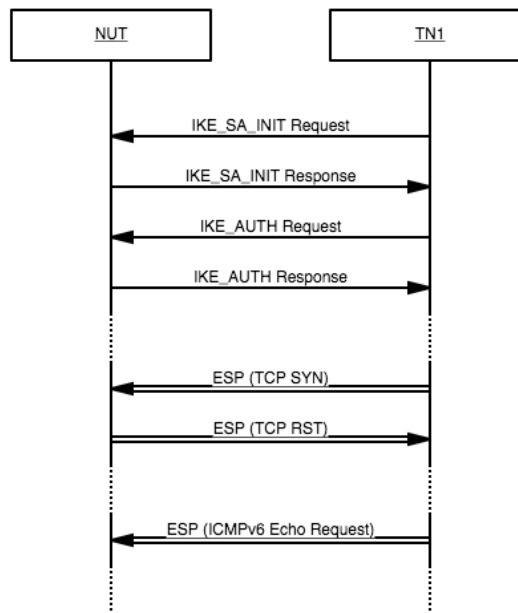 NUT
TN1
IKE_SA_INIT Request
IKE_SA_INIT Response
IKE_AUTH Request
IKE_AUTH Response
ESP (TCP SYN)
ESP (TCP RST)
ESP (ICMPv6 Echo Request)